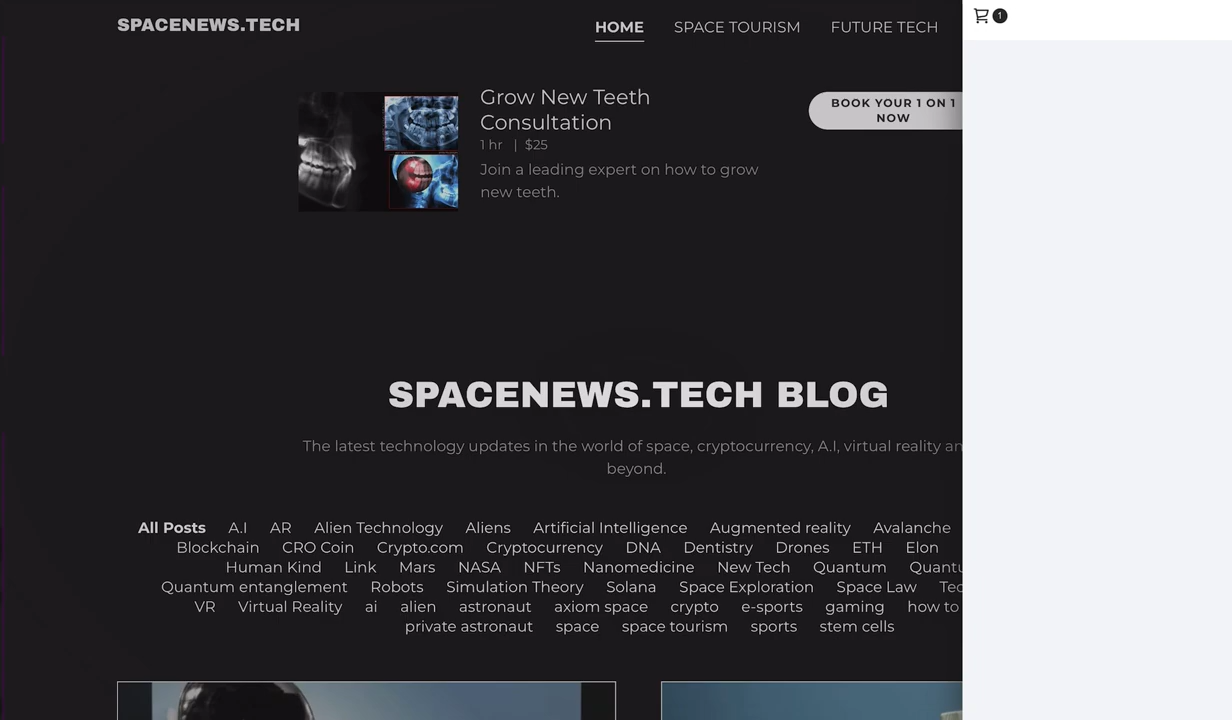 SPACENEWS.TECH
HOME SPACE TOURISM FUTURE TECH
1
Grow New Teeth
Consultation
1 hr | $25
Join a leading expert on how to grow
new teeth.
BOOK YOUR 1 ON 1
NOW
SPACENEWS.TECH BLOG
The latest technology updates in the world of space, cryptocurrency, A.I, virtual reality an
beyond.
All Posts A.I AR Alien Technology Aliens Artificial Intelligence Augmented reality Avalanche
Blockchain CRO Coin Crypto.com Cryptocurrency DNA Dentistry Drones ETH Elon
Human Kind Link Mars NASA NFTs Nanomedicine New Tech Quantum Quantu
Quantum entanglement Robots Simulation Theory Solana Space Exploration Space Law Tec
VR Virtual Reality ai alien astronaut axiom space crypto e-sports gaming how to
private astronaut space space tourism sports stem cells